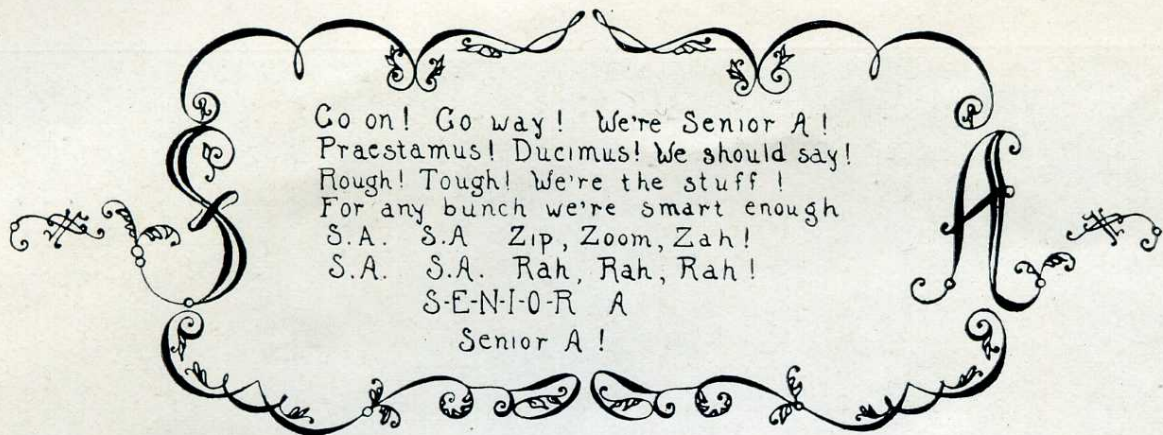 S A
Go on! Go way! We're Senior A!
Praestamus! Ducimus! We should say!
Rough! Tough! We're the stuff!
For any bunch we're smart enough
S.A. S.A Zip, Zoom, Zah!
S.A. S.A. Rah, Rah, Rah!
S-E-N-I-O-R A
Senior A!